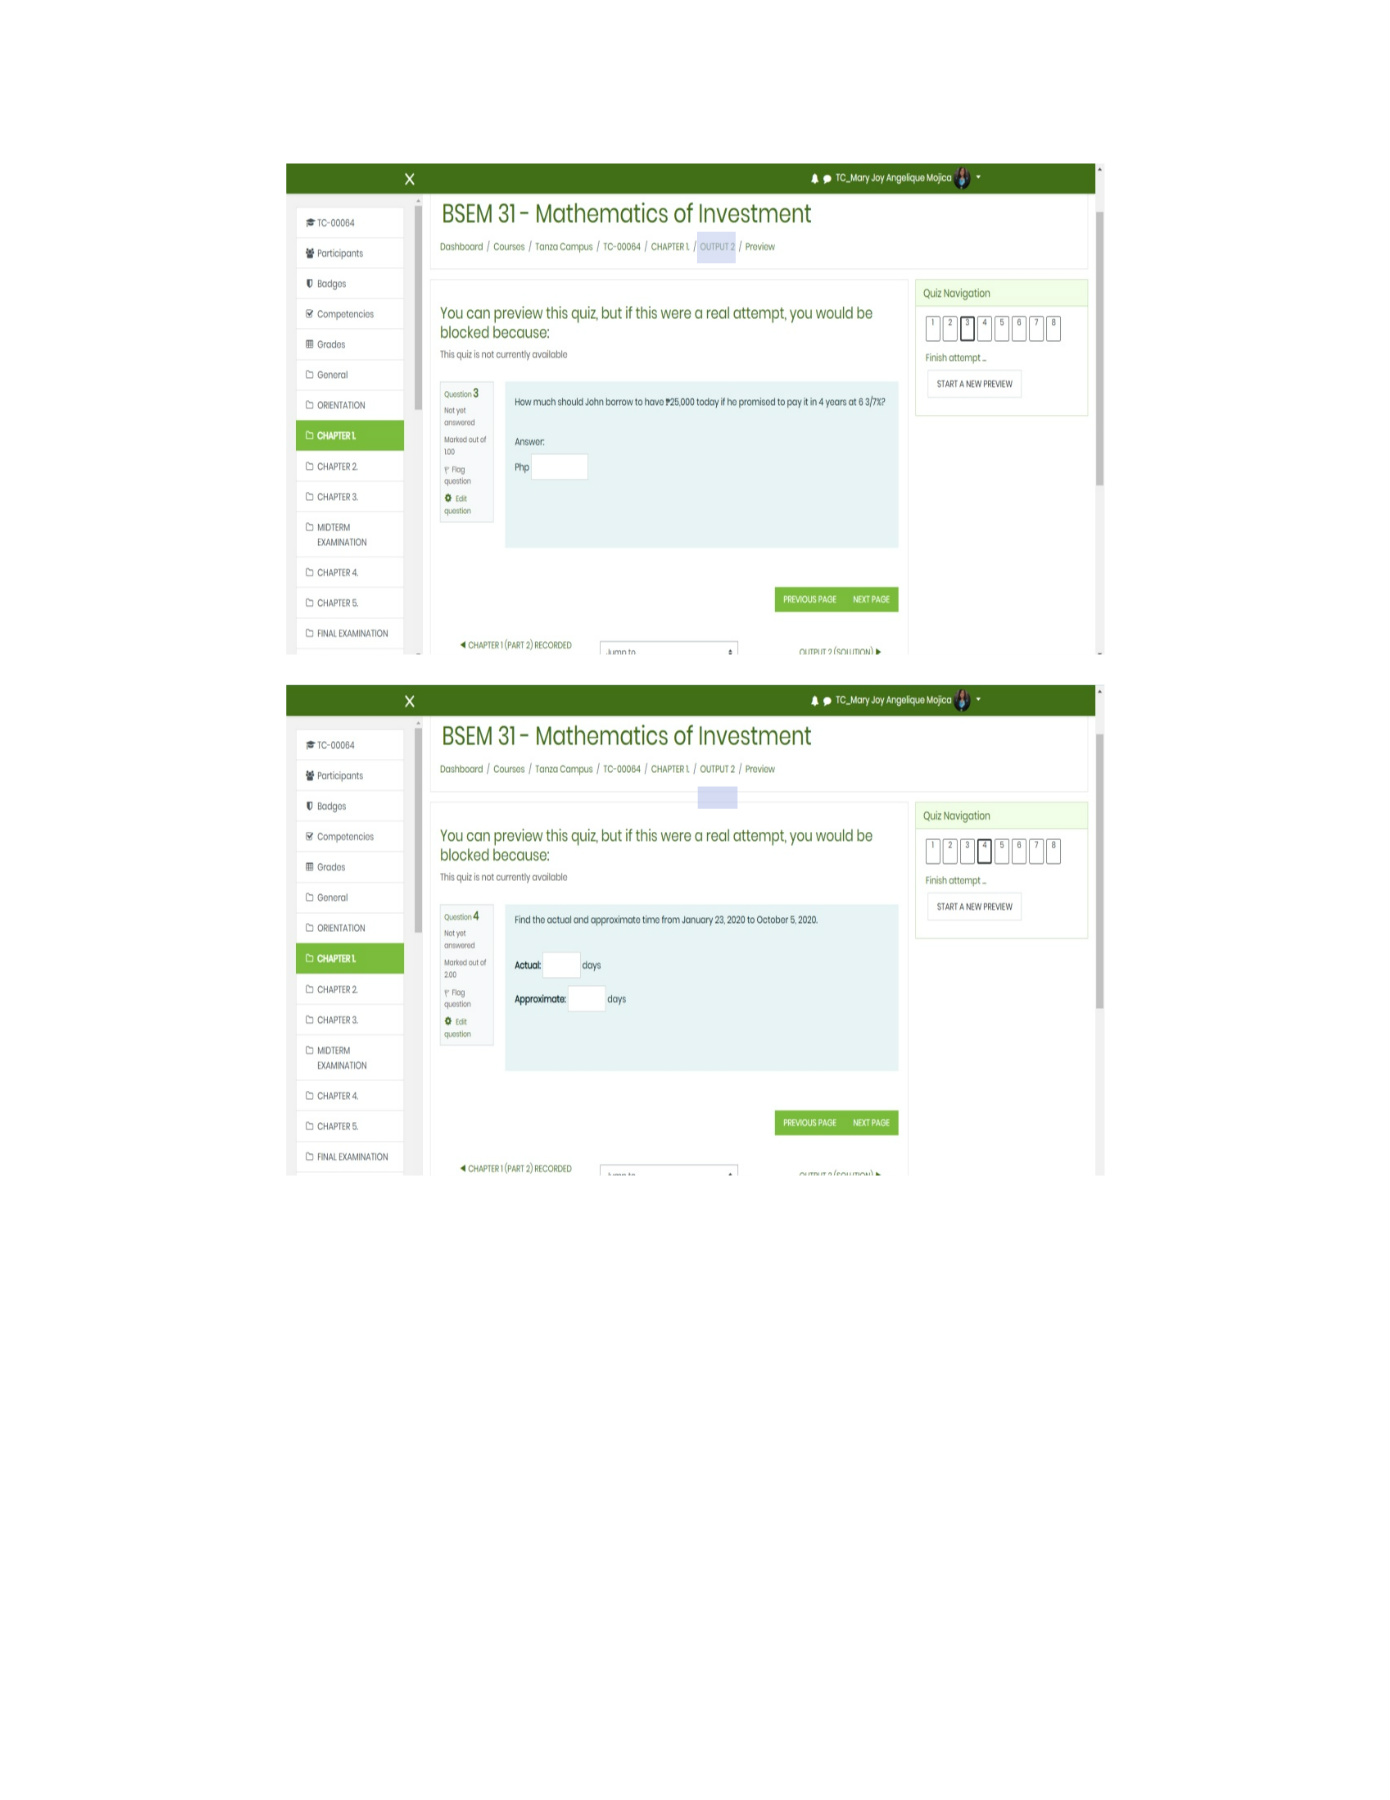 X
TC_Mary Joy Angelique Mojica
TC-00064
Participants
Badges
Competencies
Grades
General
ORIENTATION
CHAPTER 1.
CHAPTER 2.
CHAPTER 3.
MIDTERM
EXAMINATION
CHAPTER 4.
CHAPTER 5.
FINAL EXAMINATION
BSEM 31 - Mathematics of Investment
Dashboard / Courses / Tanza Campus / TC-00064 / CHAPTER 1. / OUTPUT 2 / Preview
You can preview this quiz, but if this were a real attempt, you would be
blocked because:
This quiz is not currently available
Question 3
Not yet
answered
Marked out of
1.00
Flag
question
Edit
question
How much should John borrow to have ₱25,000 today if he promised to pay it in 4 years at 6 3/7%?
Answer:
Php
PREVIOUS PAGE NEXT PAGE
◄ CHAPTER 1 (PART 2) RECORDED
Jump to...
OUTPUT 2 (SOLUTION) ►
Quiz Navigation
1 2 3 4 5 6 7 8
Finish attempt ...
START A NEW PREVIEW
X
TC_Mary Joy Angelique Mojica
TC-00064
Participants
Badges
Competencies
Grades
General
ORIENTATION
CHAPTER 1.
CHAPTER 2.
CHAPTER 3.
MIDTERM
EXAMINATION
CHAPTER 4.
CHAPTER 5.
FINAL EXAMINATION
BSEM 31 - Mathematics of Investment
Dashboard / Courses / Tanza Campus / TC-00064 / CHAPTER 1. / OUTPUT 2 / Preview
You can preview this quiz, but if this were a real attempt, you would be
blocked because:
This quiz is not currently available
Question 4
Not yet
answered
Marked out of
2.00
Flag
question
Edit
question
Find the actual and approximate time from January 23, 2020 to October 5, 2020.
Actual: days
Approximate: days
PREVIOUS PAGE NEXT PAGE
◄ CHAPTER 1 (PART 2) RECORDED
Jump to...
OUTPUT 2 (SOLUTION) ►
Quiz Navigation
1 2 3 4 5 6 7 8
Finish attempt ...
START A NEW PREVIEW